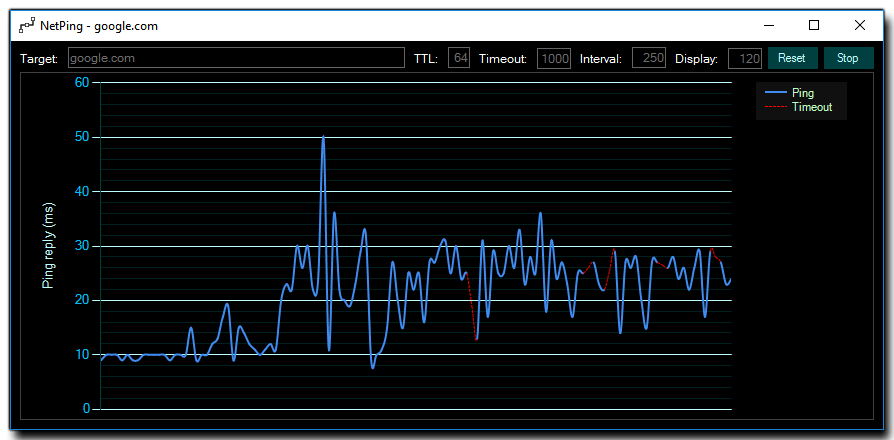 NetPing - google.com
Target: google.com TTL: 64 Timeout: 1000 Interval: 250 Display: 120 Reset Stop
60
50
40
30
20
10
0
Ping reply (ms)
Ping
Timeout